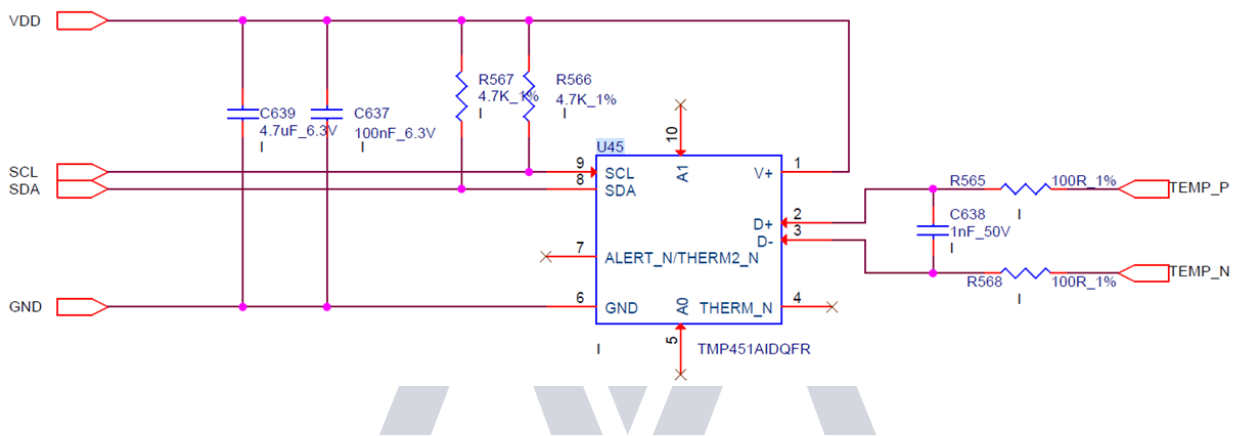 VDD
R567
4.7K_1%
I
R566
4.7K_1%
I
C639
4.7uF_6.3V
I
C637
100nF_6.3V
I
U45
10
A1
SCL
9
SCL
V+
1
SDA
8
SDA
R565
100R_1%
TEMP_P
I
D+
2
D-
3
C638
1nF_50V
I
7
ALERT_N/THERM2_N
TEMP_N
R568
100R_1%
I
GND
6
GND
A0
THERM_N
4
5
I
TMP451AIDQFR